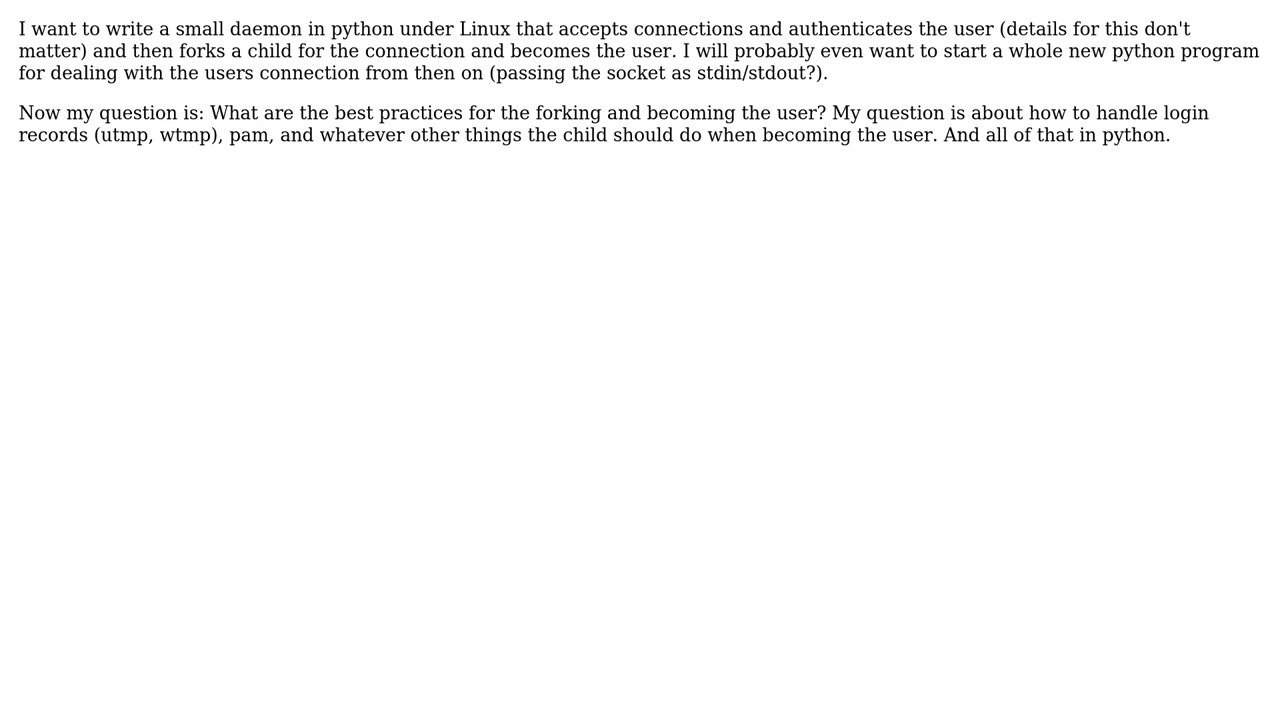 I want to write a small daemon in python under Linux that accepts connections and authenticates the user (details for this don't
matter) and then forks a child for the connection and becomes the user. I will probably even want to start a whole new python program
for dealing with the users connection from then on (passing the socket as stdin/stdout?).
Now my question is: What are the best practices for the forking and becoming the user? My question is about how to handle login
records (utmp, wtmp), pam, and whatever other things the child should do when becoming the user. And all of that in python.